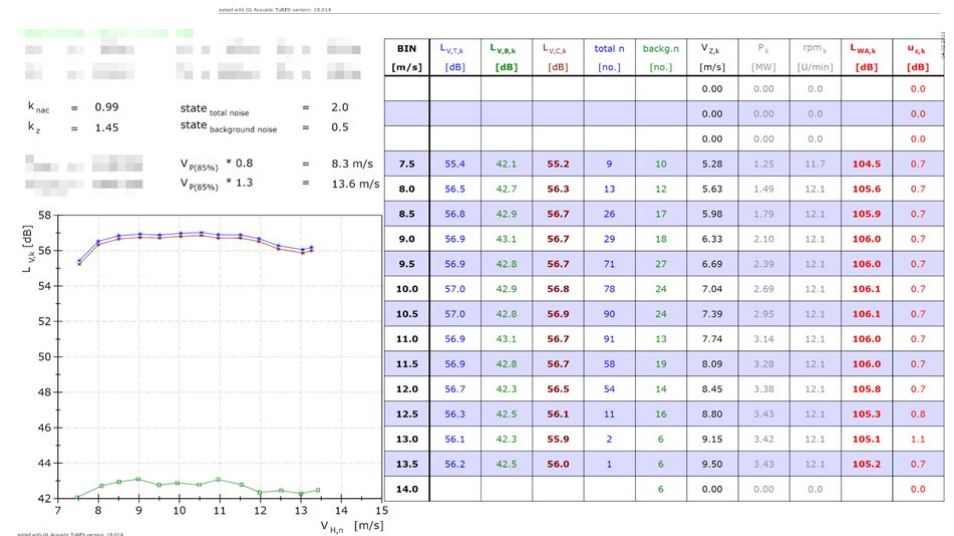 eated with GL Acoustic TuBES version: 18.014
k nac = 0.99 state total noise = 2.0
k z = 1.45 state background noise = 0.5
V P(85%) * 0.8 = 8.3 m/s
V P(85%) * 1.3 = 13.6 m/s
58
56
54
52
50
48
46
44
42
L V,k [dB]
7 8 9 10 11 12 13 14 15
V H,n [m/s]
BIN L V,T,k L V,B,k L V,C,k total n backg.n V Z,k P k rpm k L WA,k u c,k
[m/s] [dB] [dB] [dB] [no.] [no.] [m/s] [MW] [U/min] [dB] [dB]
0.00 0.00 0.0 0.0
0.00 0.00 0.0 0.0
0.00 0.00 0.0 0.0
7.5 55.4 42.1 55.2 9 10 5.28 1.25 11.7 104.5 0.7
8.0 56.5 42.7 56.3 13 12 5.63 1.49 12.1 105.6 0.7
8.5 56.8 42.9 56.7 26 17 5.98 1.79 12.1 105.9 0.7
9.0 56.9 43.1 56.7 29 18 6.33 2.10 12.1 106.0 0.7
9.5 56.9 42.8 56.7 71 27 6.69 2.39 12.1 106.0 0.7
10.0 57.0 42.9 56.8 78 24 7.04 2.69 12.1 106.1 0.7
10.5 57.0 42.8 56.9 90 24 7.39 2.95 12.1 106.1 0.7
11.0 56.9 43.1 56.7 91 13 7.74 3.14 12.1 106.0 0.7
11.5 56.9 42.8 56.7 58 19 8.09 3.28 12.1 106.0 0.7
12.0 56.7 42.3 56.5 54 14 8.45 3.38 12.1 105.8 0.7
12.5 56.3 42.5 56.1 11 16 8.80 3.43 12.1 105.3 0.8
13.0 56.1 42.3 55.9 2 6 9.15 3.42 12.1 105.1 1.1
13.5 56.2 42.5 56.0 1 6 9.50 3.43 12.1 105.2 0.7
14.0 6 0.00 0.00 0.0 0.0
eated with GL Acoustic TuBES version: 18.014